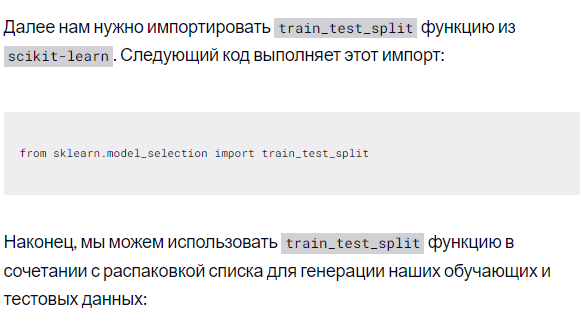 Далее нам нужно импортировать train_test_split функцию из
scikit-learn. Следующий код выполняет этот импорт:
from sklearn.model_selection import train_test_split
Наконец, мы можем использовать train_test_split функцию в
сочетании с распаковкой списка для генерации наших обучающих и
тестовых данных: